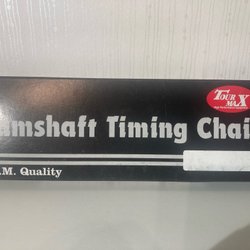 TOUR
MAX
amshaft Timing Chai
.M. Quality